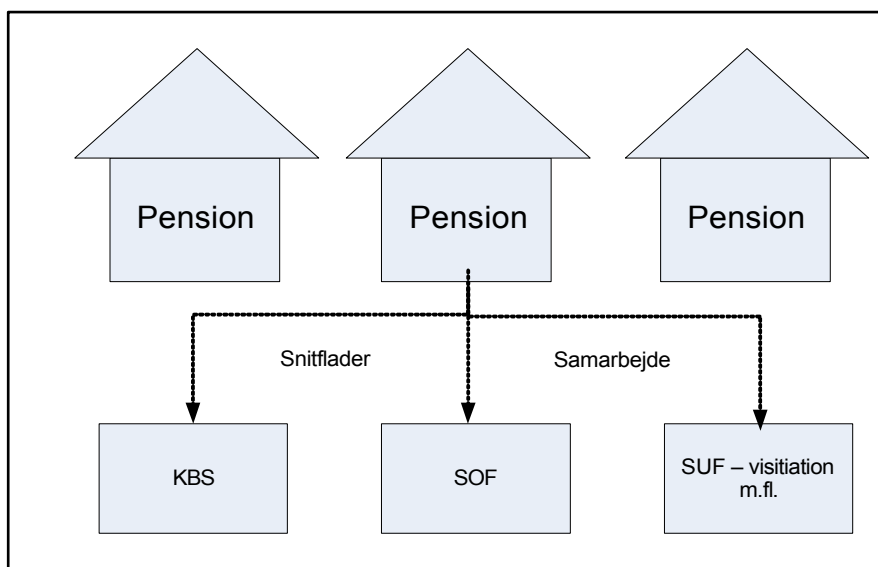 Pension
Pension
Pension
Snitflader
Samarbejde
KBS
SOF
SUF – visitiation
m.fl.